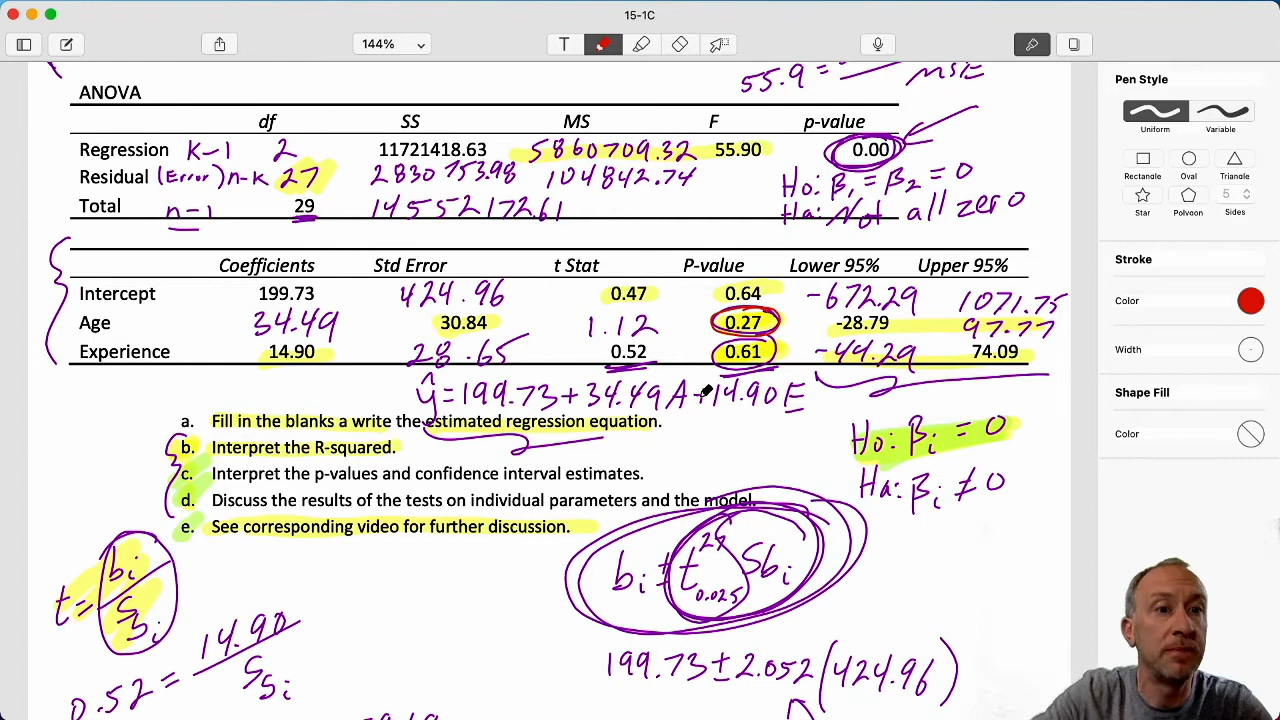 15-1C
144%
T
55.9 = MSE
ANOVA
df SS MS F p-value
Regression K-1 2 11721418.63 5860709.32 55.90 0.00
Residual (Error) n-k 27 2830753.98 104842.74
Total n-1 29 14552172.61
Ho: β1 = β2 = 0
Ha: Not all zero
Coefficients Std Error t Stat P-value Lower 95% Upper 95%
Intercept 199.73 424.96 0.47 0.64 -672.29 1071.75
Age 34.49 30.84 1.12 0.27 -28.79 97.77
Experience 14.90 28.65 0.52 0.61 -44.29 74.09
ŷ = 199.73 + 34.49 A + 14.90 E
a. Fill in the blanks a write the estimated regression equation.
b. Interpret the R-squared.
c. Interpret the p-values and confidence interval estimates.
d. Discuss the results of the tests on individual parameters and the model.
e. See corresponding video for further discussion.
Ho: βi = 0
Ha: βi ≠ 0
t = bi / Sbi
bi ± t 27 0.025 Sbi
0.52 = 14.90 / Sbi
199.73 ± 2.052 (424.96)
Pen Style
Uniform Variable
Rectangle Oval Triangle
5
Star Polygon Sides
Stroke
Color
Width
Shape Fill
Color